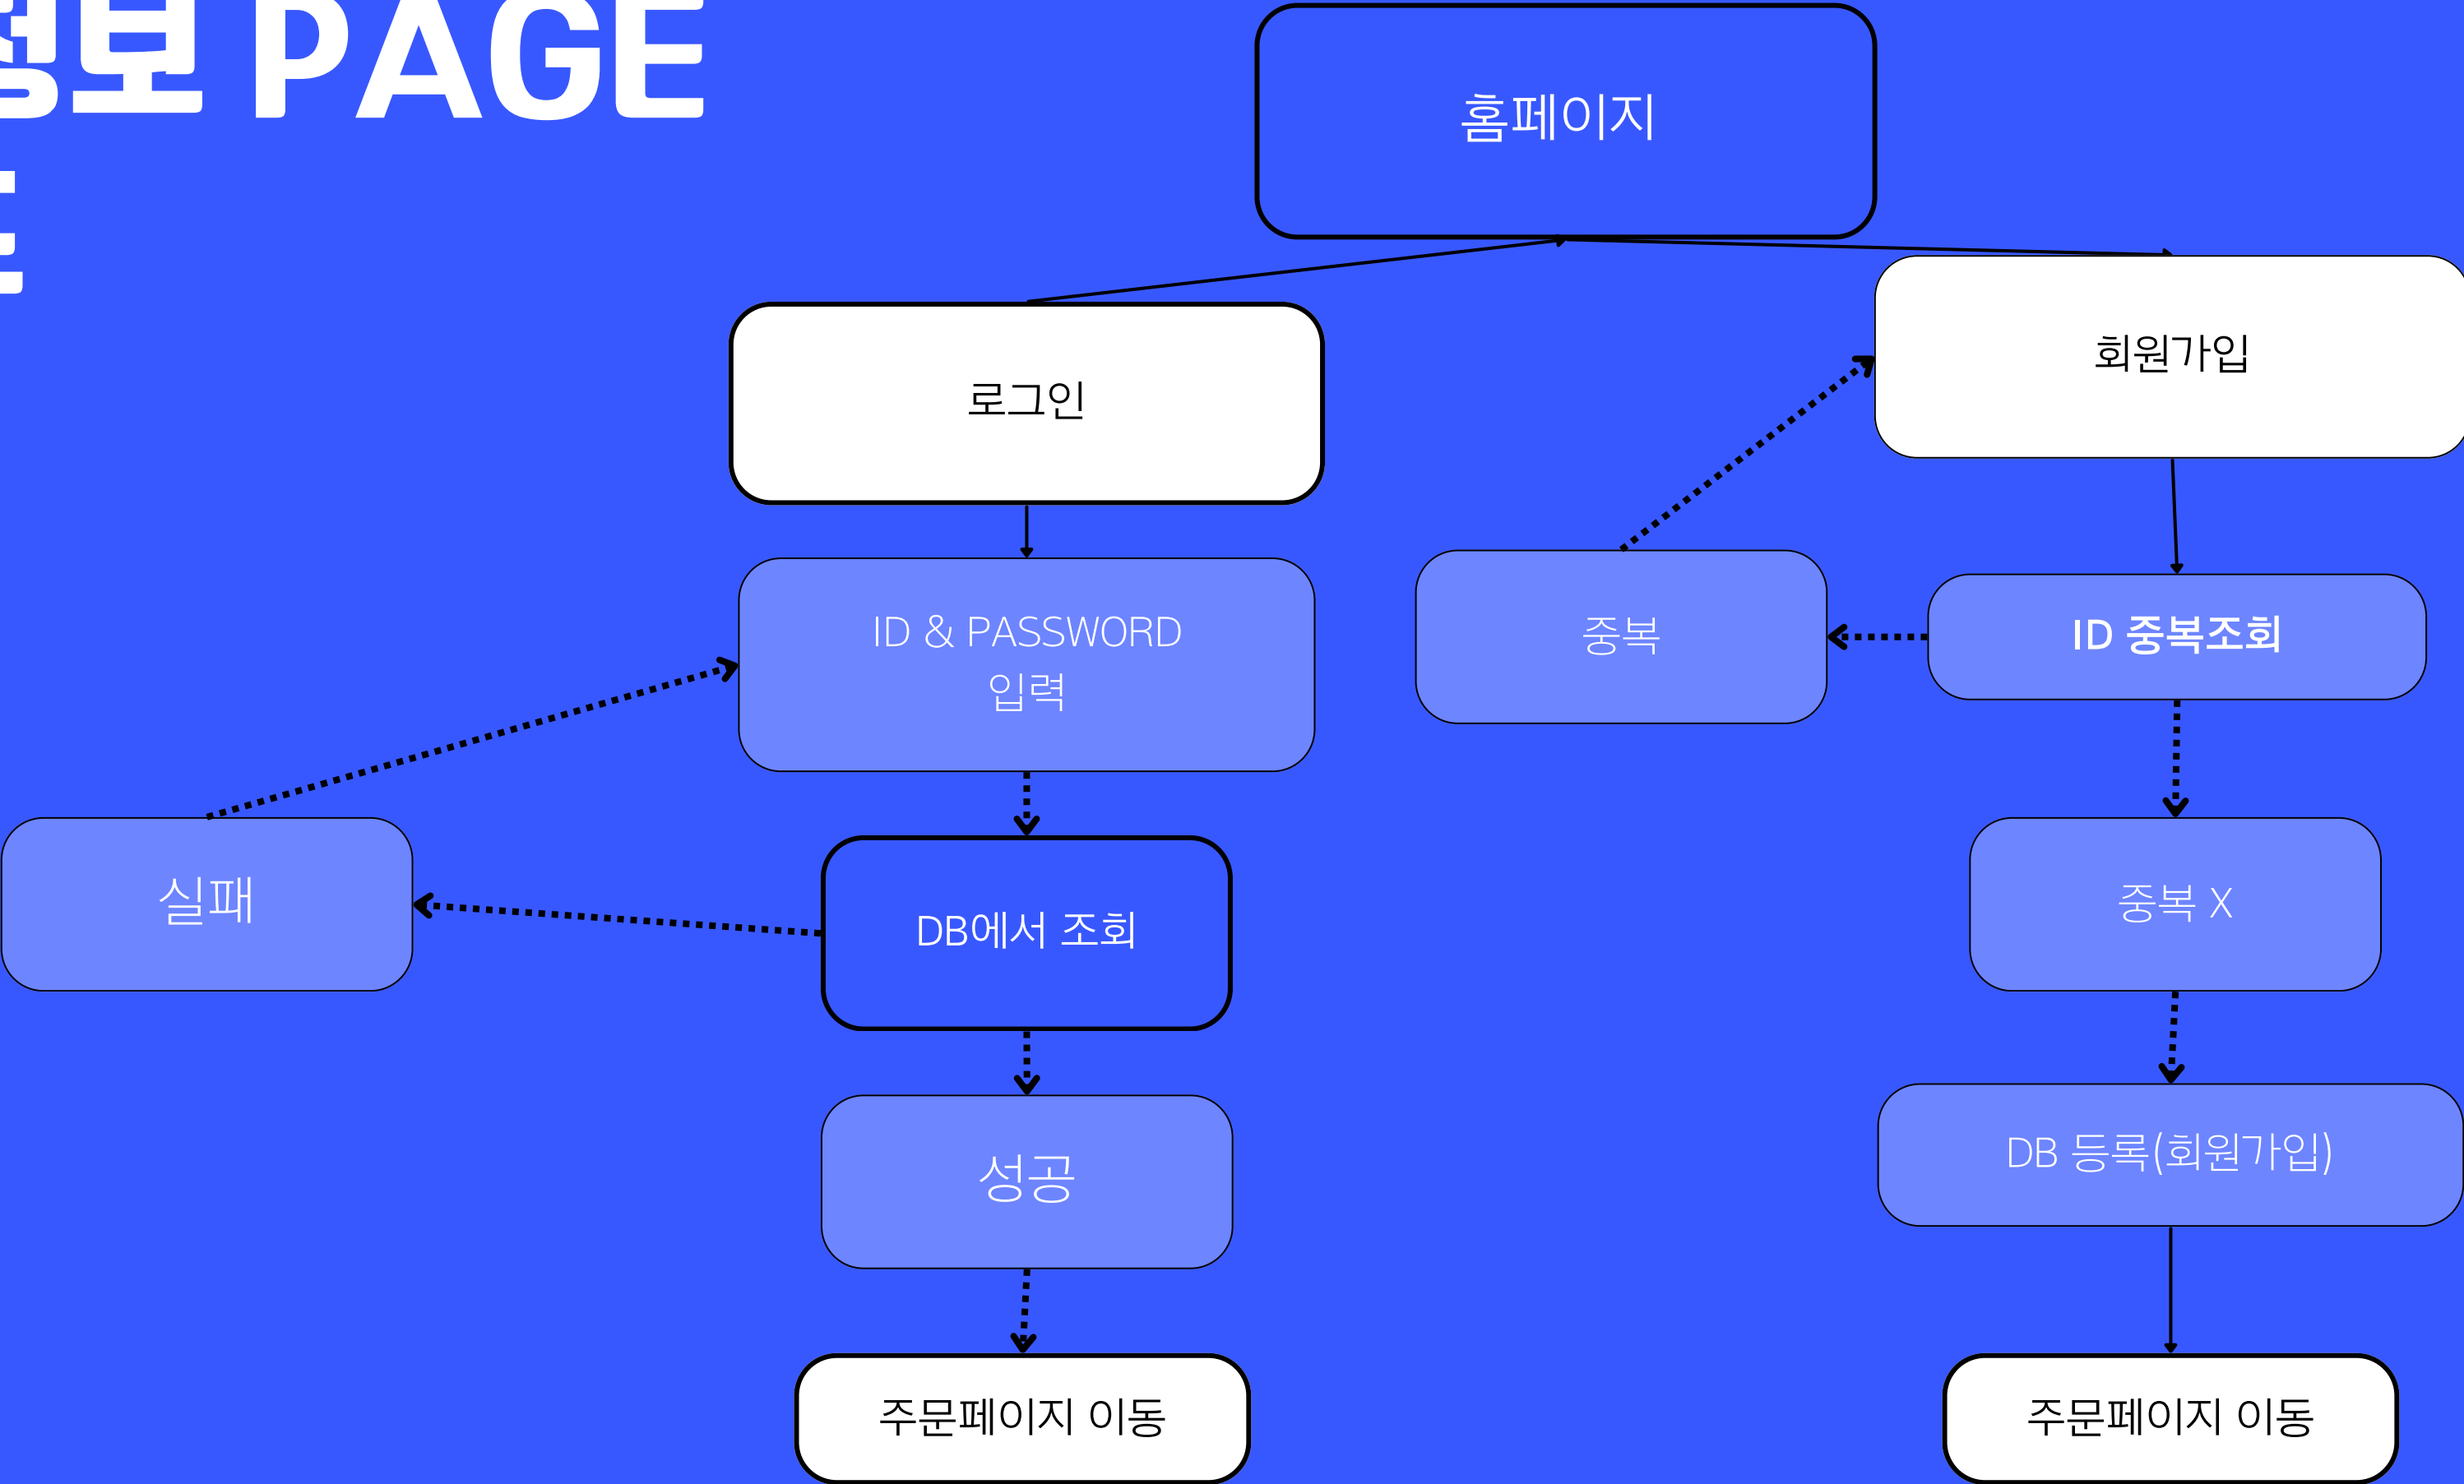 PAGE
홈페이지
회원가입
로그인
ID & PASSWORD
입력
중복
ID 중복조회
실패
DB에서 조회
중복 X
성공
DB 등록(회원가입)
주문페이지 이동
주문페이지 이동